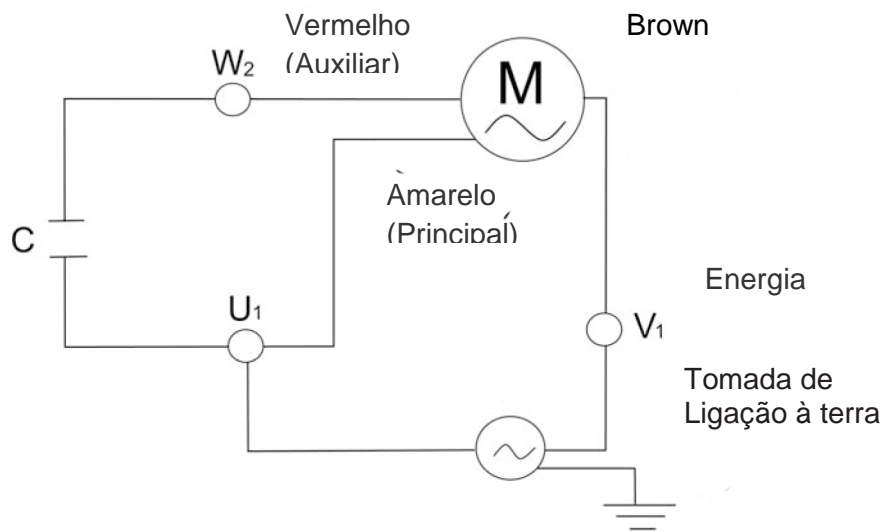 Vermelho
(Auxiliar)
Brown
W2
M
Amarelo
(Principal)
C
Energia
U1
V1
Tomada de
Ligação à terra